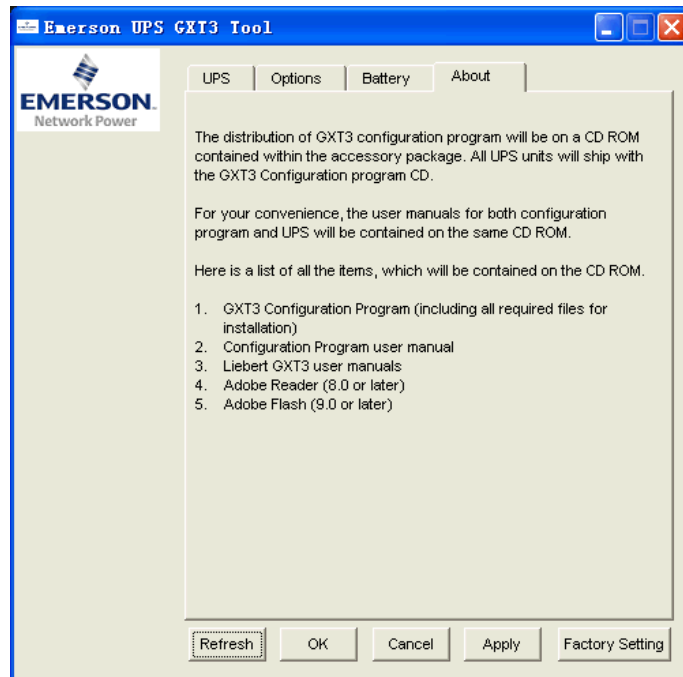 Emerson UPS GXT3 Tool
EMERSON.
Network Power
UPS
Options
Battery
About
The distribution of GXT3 configuration program will be on a CD ROM
contained within the accessory package. All UPS units will ship with
the GXT3 Configuration program CD.
For your convenience, the user manuals for both configuration
program and UPS will be contained on the same CD ROM.
Here is a list of all the items, which will be contained on the CD ROM.
1. GXT3 Configuration Program (including all required files for
installation)
2. Configuration Program user manual
3. Liebert GXT3 user manuals
4. Adobe Reader (8.0 or later)
5. Adobe Flash (9.0 or later)
Refresh
OK
Cancel
Apply
Factory Setting